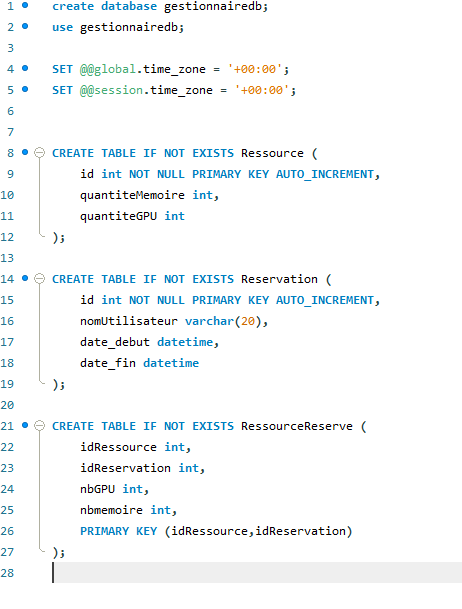 1 create database gestionnairedb;
2 use gestionnairedb;
3
4 SET @@global.time_zone = '+00:00';
5 SET @@session.time_zone = '+00:00';
6
7
8 CREATE TABLE IF NOT EXISTS Ressource (
9 id int NOT NULL PRIMARY KEY AUTO_INCREMENT,
10 quantiteMemoire int,
11 quantiteGPU int
12 );
13
14 CREATE TABLE IF NOT EXISTS Reservation (
15 id int NOT NULL PRIMARY KEY AUTO_INCREMENT,
16 nomUtilisateur varchar(20),
17 date_debut datetime,
18 date_fin datetime
19 );
20
21 CREATE TABLE IF NOT EXISTS RessourceReserve (
22 idRessource int,
23 idReservation int,
24 nbGPU int,
25 nbmemoire int,
26 PRIMARY KEY (idRessource,idReservation)
27 );
28